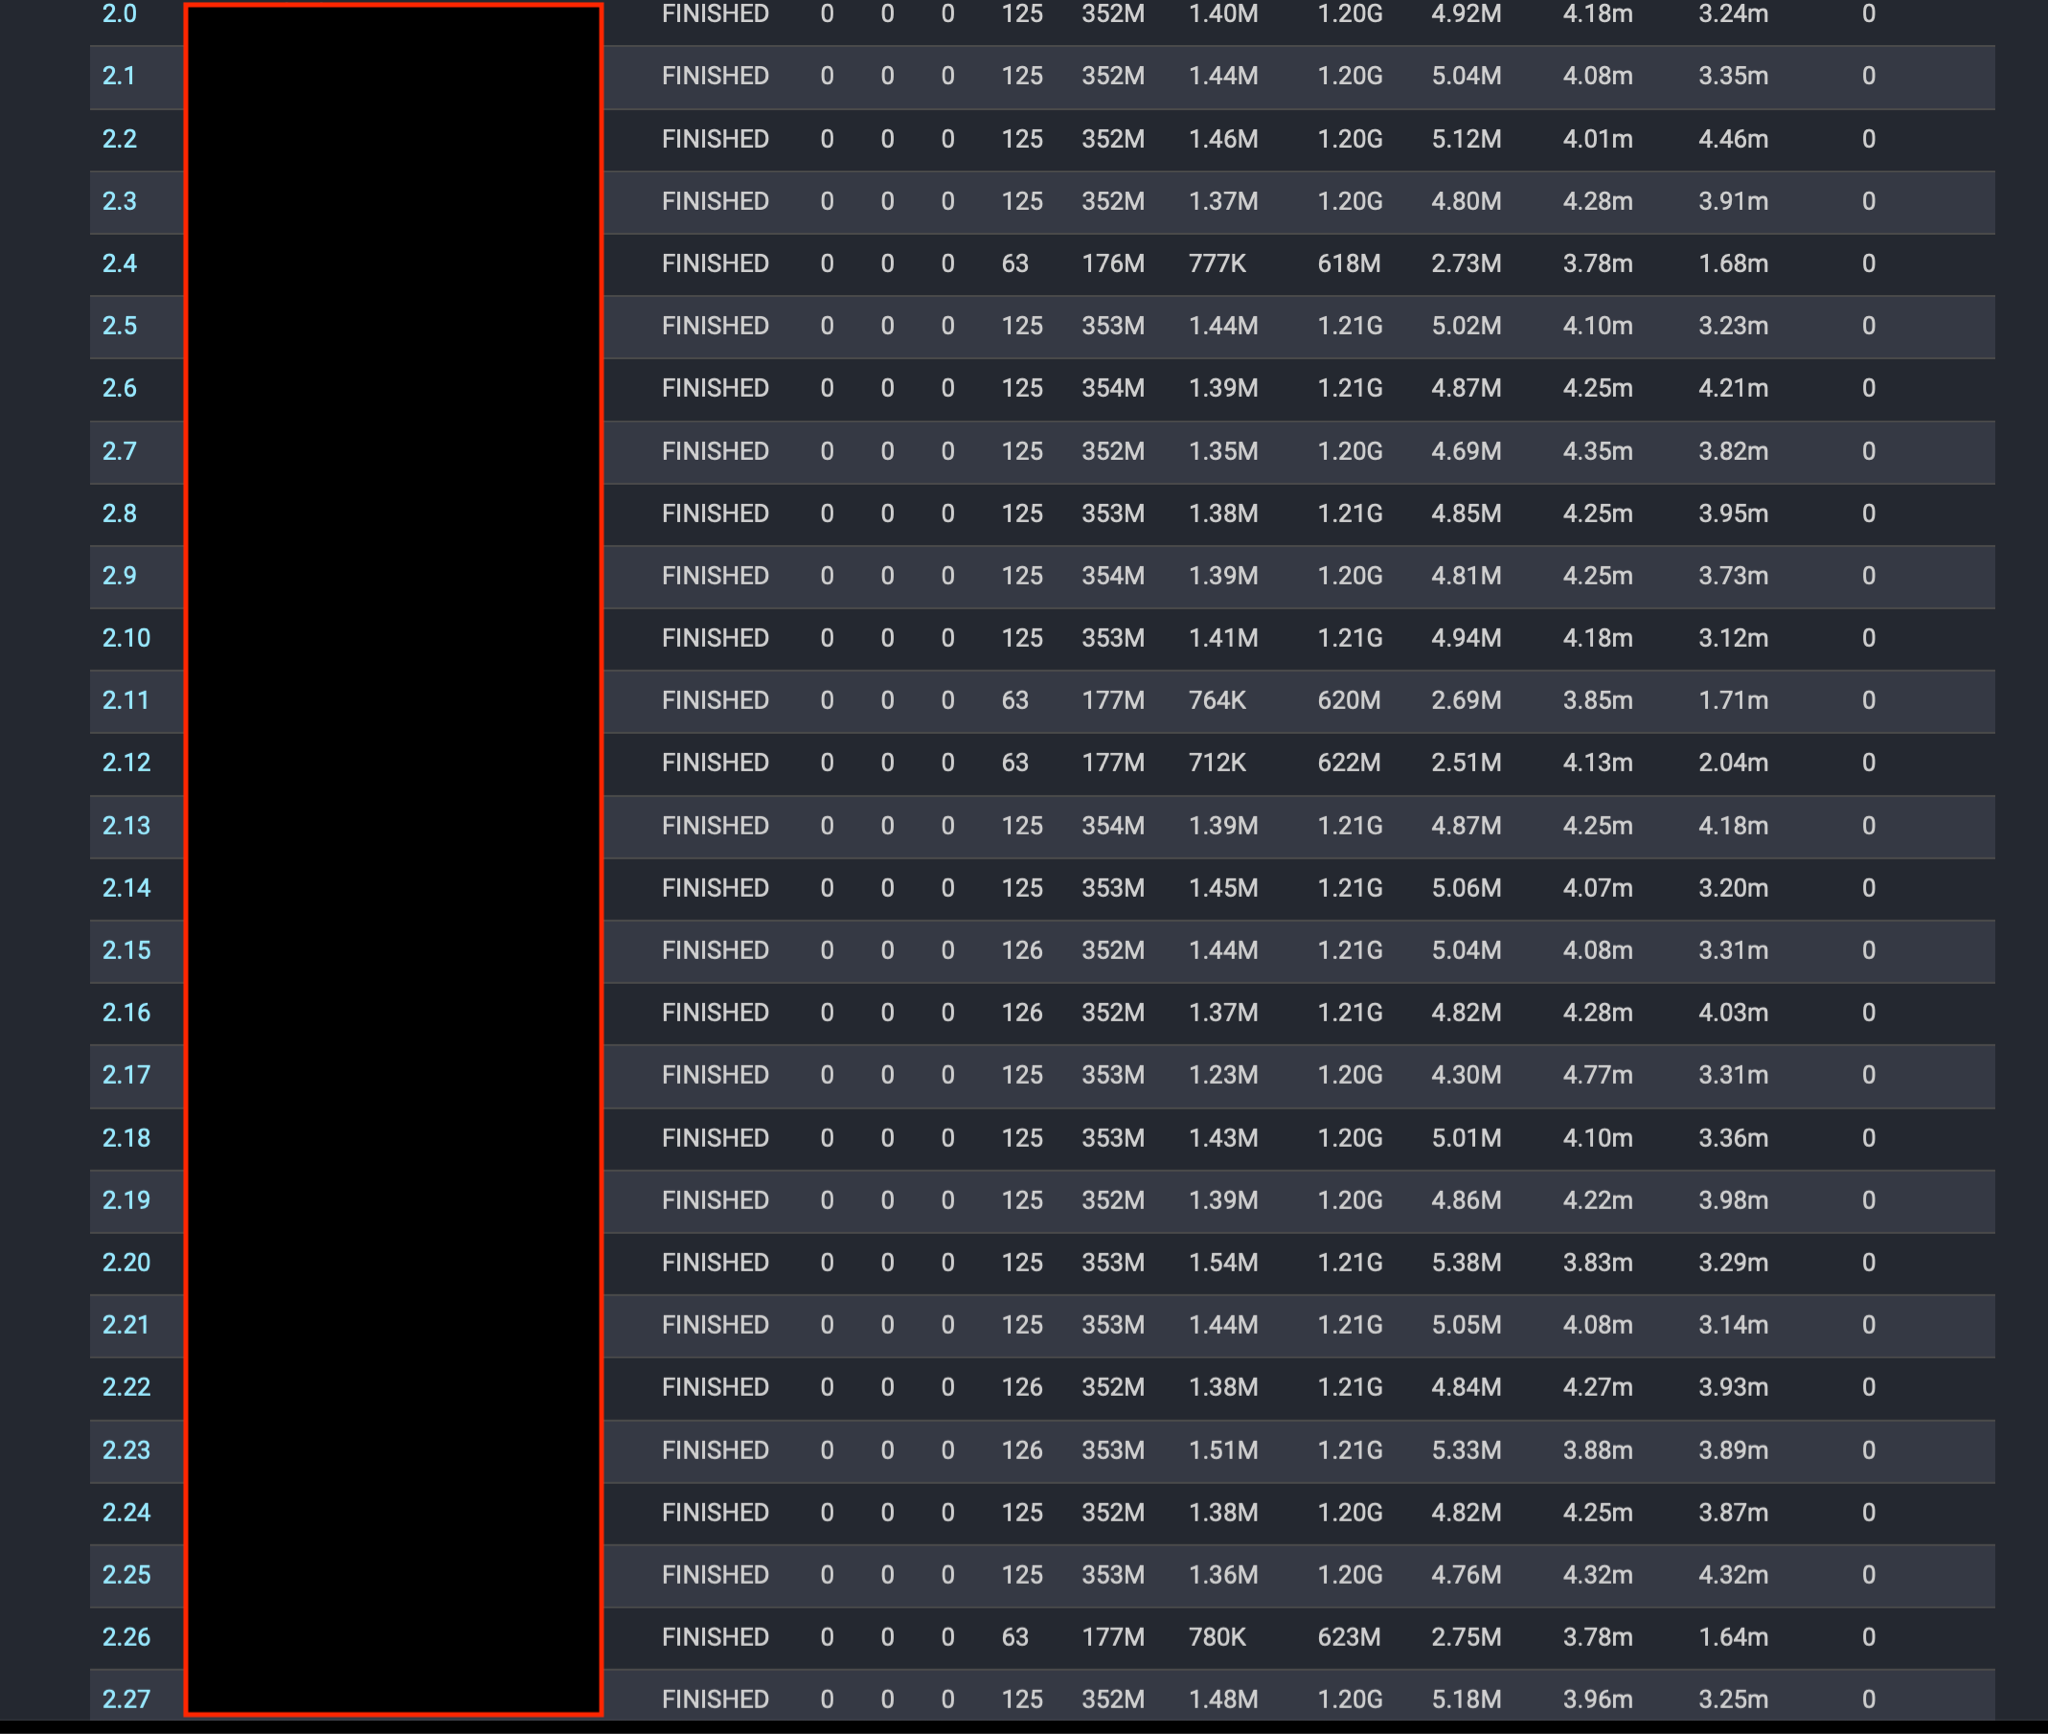 2.0 FINISHED 0 0 0 125 352M 1.40M 1.20G 4.92M 4.18m 3.24m 0
2.1 FINISHED 0 0 0 125 352M 1.44M 1.20G 5.04M 4.08m 3.35m 0
2.2 FINISHED 0 0 0 125 352M 1.46M 1.20G 5.12M 4.01m 4.46m 0
2.3 FINISHED 0 0 0 125 352M 1.37M 1.20G 4.80M 4.28m 3.91m 0
2.4 FINISHED 0 0 0 63 176M 777K 618M 2.73M 3.78m 1.68m 0
2.5 FINISHED 0 0 0 125 353M 1.44M 1.21G 5.02M 4.10m 3.23m 0
2.6 FINISHED 0 0 0 125 354M 1.39M 1.21G 4.87M 4.25m 4.21m 0
2.7 FINISHED 0 0 0 125 352M 1.35M 1.20G 4.69M 4.35m 3.82m 0
2.8 FINISHED 0 0 0 125 353M 1.38M 1.21G 4.85M 4.25m 3.95m 0
2.9 FINISHED 0 0 0 125 354M 1.39M 1.20G 4.81M 4.25m 3.73m 0
2.10 FINISHED 0 0 0 125 353M 1.41M 1.21G 4.94M 4.18m 3.12m 0
2.11 FINISHED 0 0 0 63 177M 764K 620M 2.69M 3.85m 1.71m 0
2.12 FINISHED 0 0 0 63 177M 712K 622M 2.51M 4.13m 2.04m 0
2.13 FINISHED 0 0 0 125 354M 1.39M 1.21G 4.87M 4.25m 4.18m 0
2.14 FINISHED 0 0 0 125 353M 1.45M 1.21G 5.06M 4.07m 3.20m 0
2.15 FINISHED 0 0 0 126 352M 1.44M 1.21G 5.04M 4.08m 3.31m 0
2.16 FINISHED 0 0 0 126 352M 1.37M 1.21G 4.82M 4.28m 4.03m 0
2.17 FINISHED 0 0 0 125 353M 1.23M 1.20G 4.30M 4.77m 3.31m 0
2.18 FINISHED 0 0 0 125 353M 1.43M 1.20G 5.01M 4.10m 3.36m 0
2.19 FINISHED 0 0 0 125 352M 1.39M 1.20G 4.86M 4.22m 3.98m 0
2.20 FINISHED 0 0 0 125 353M 1.54M 1.21G 5.38M 3.83m 3.29m 0
2.21 FINISHED 0 0 0 125 353M 1.44M 1.21G 5.05M 4.08m 3.14m 0
2.22 FINISHED 0 0 0 126 352M 1.38M 1.21G 4.84M 4.27m 3.93m 0
2.23 FINISHED 0 0 0 126 353M 1.51M 1.21G 5.33M 3.88m 3.89m 0
2.24 FINISHED 0 0 0 125 352M 1.38M 1.20G 4.82M 4.25m 3.87m 0
2.25 FINISHED 0 0 0 125 353M 1.36M 1.20G 4.76M 4.32m 4.32m 0
2.26 FINISHED 0 0 0 63 177M 780K 623M 2.75M 3.78m 1.64m 0
2.27 FINISHED 0 0 0 125 352M 1.48M 1.20G 5.18M 3.96m 3.25m 0